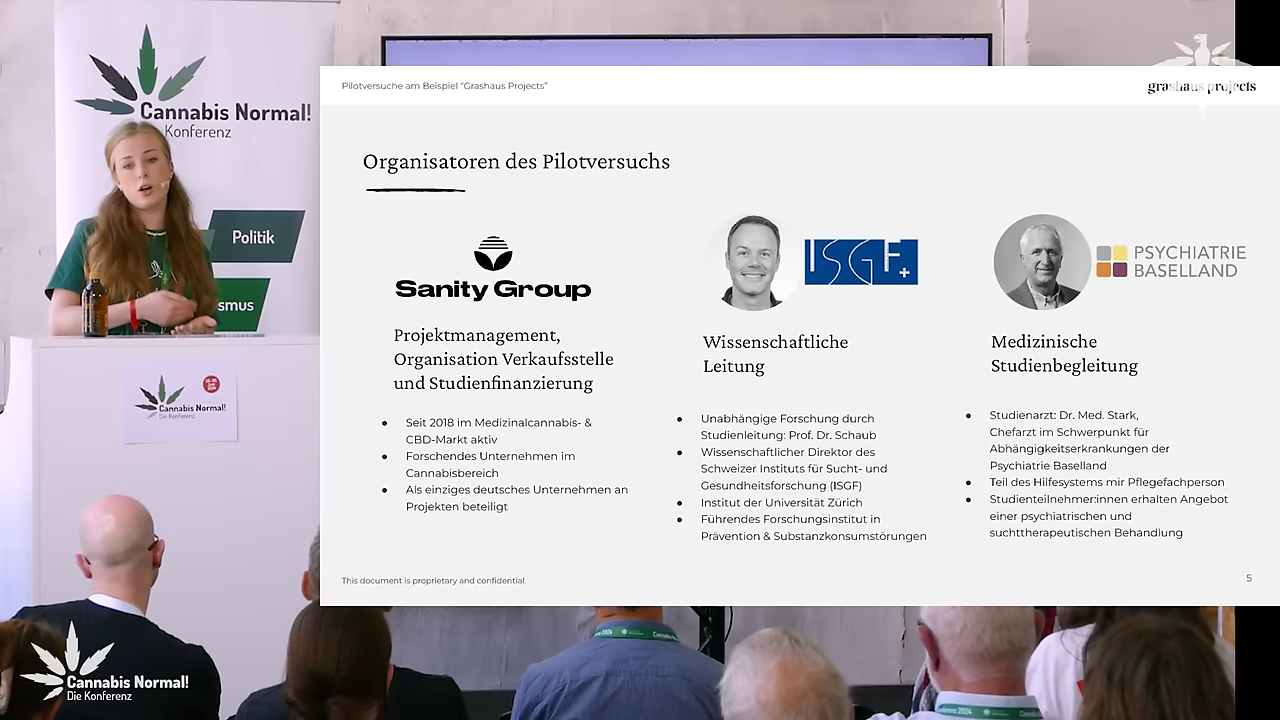 Cannabis Normal!
Konferenz
Politik
smus
Cannabis Normal!
Die Konferenz
Pilotversuche am Beispiel "Grashaus Projects"
grashaus projects
Organisatoren des Pilotversuchs
Sanity Group
Projektmanagement,
Organisation Verkaufsstelle
und Studienfinanzierung
Seit 2018 im Medizinalcannabis- &
CBD-Markt aktiv
Forschendes Unternehmen im
Cannabisbereich
Als einziges deutsches Unternehmen an
Projekten beteiligt
ISGF+
Wissenschaftliche
Leitung
Unabhängige Forschung durch
Studienleitung: Prof. Dr. Schaub
Wissenschaftlicher Direktor des
Schweizer Instituts für Sucht- und
Gesundheitsforschung (ISGF)
Institut der Universität Zürich
Führendes Forschungsinstitut in
Prävention & Substanzkonsumstörungen
PSYCHIATRIE
BASELLAND
Medizinische
Studienbegleitung
Studienarzt: Dr. Med. Stark,
Chefarzt im Schwerpunkt für
Abhängigkeitserkrankungen der
Psychiatrie Baselland
Teil des Hilfesystems mir Pflegefachperson
Studienteilnehmer:innen erhalten Angebot
einer psychiatrischen und
suchttherapeutischen Behandlung
This document is proprietary and confidential.
5
Cannabis Normal!
Die Konferenz